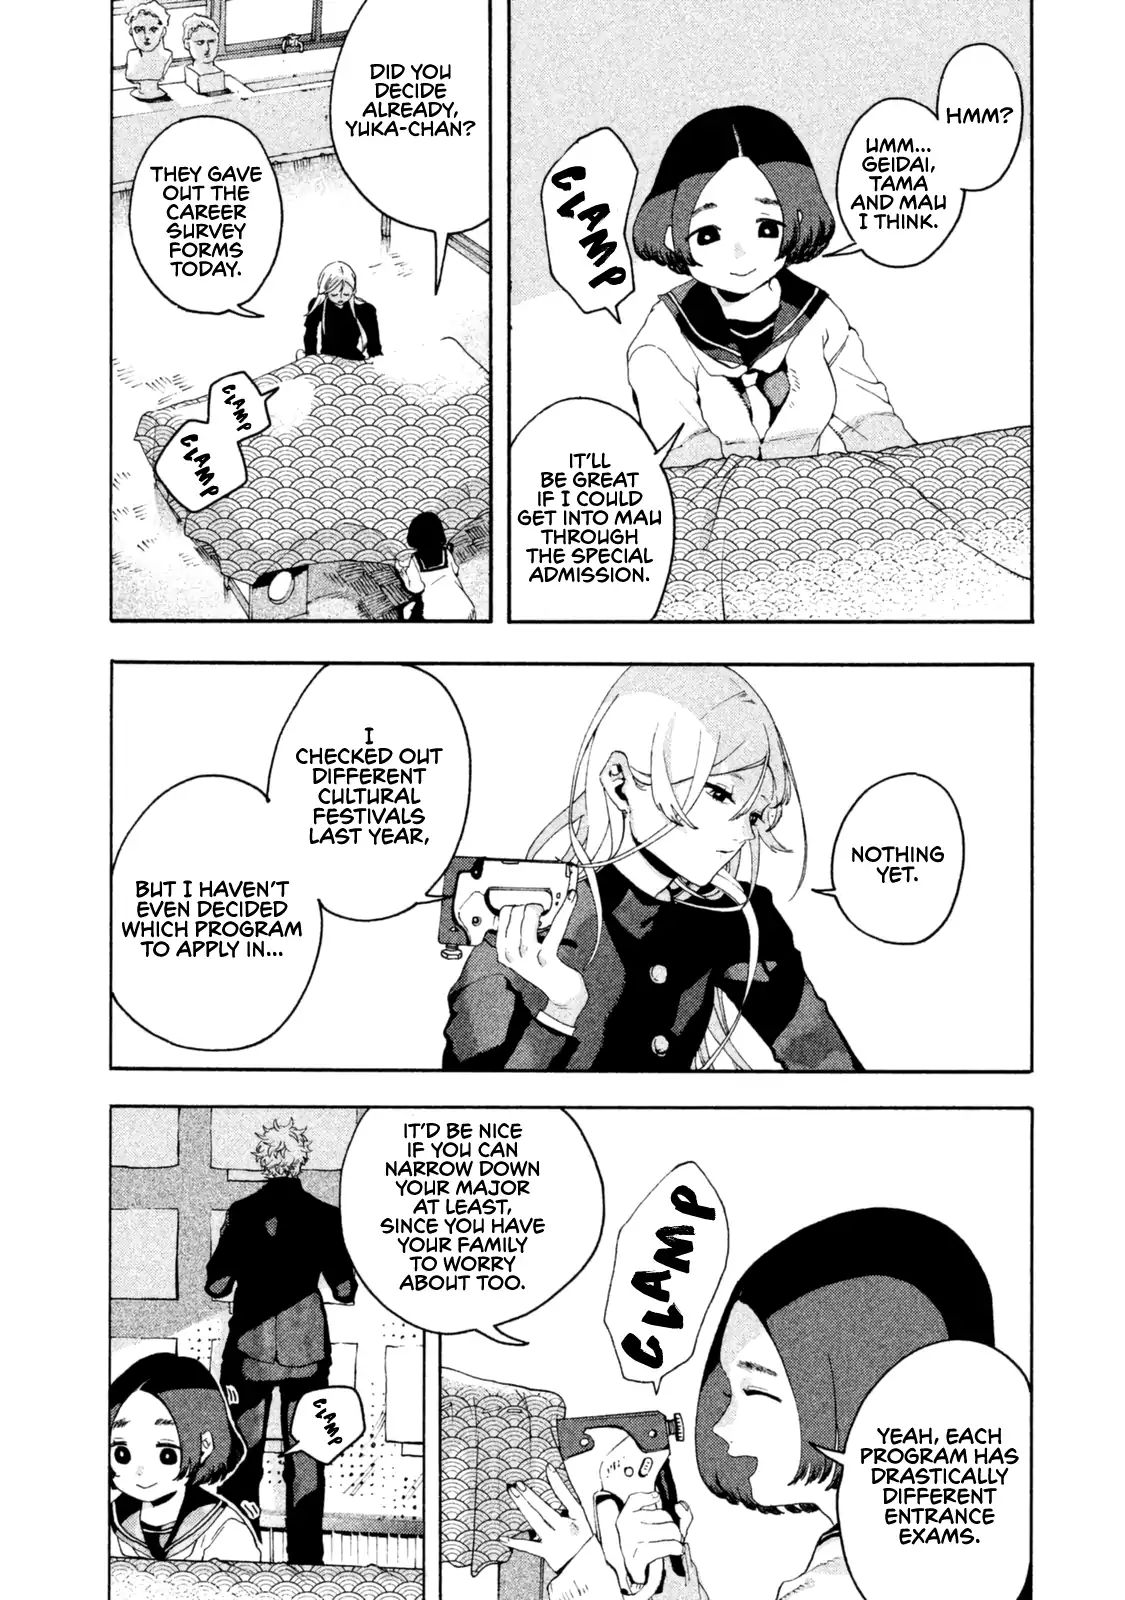 HMM?
UMM...
GEIDAI,
TAMA
AND MAU
I THINK.
CLAMP
IT'LL
BE GREAT
IF I COULD
GET INTO MAU
THROUGH
THE SPECIAL
ADMISSION.
DID YOU
DECIDE
ALREADY,
YUKA-CHAN?
THEY GAVE
OUT THE
CAREER
SURVEY
FORMS
TODAY.
CLAMP
CLAMP
NOTHING
YET.
I
CHECKED OUT
DIFFERENT
CULTURAL
FESTIVALS
LAST YEAR,
BUT I HAVEN'T
EVEN DECIDED
WHICH PROGRAM
TO APPLY IN...
CLAMP
YEAH, EACH
PROGRAM HAS
DRASTICALLY
DIFFERENT
ENTRANCE
EXAMS.
IT'D BE NICE
IF YOU CAN
NARROW DOWN
YOUR MAJOR
AT LEAST,
SINCE YOU HAVE
YOUR FAMILY
TO WORRY
ABOUT TOO.
CLAMP